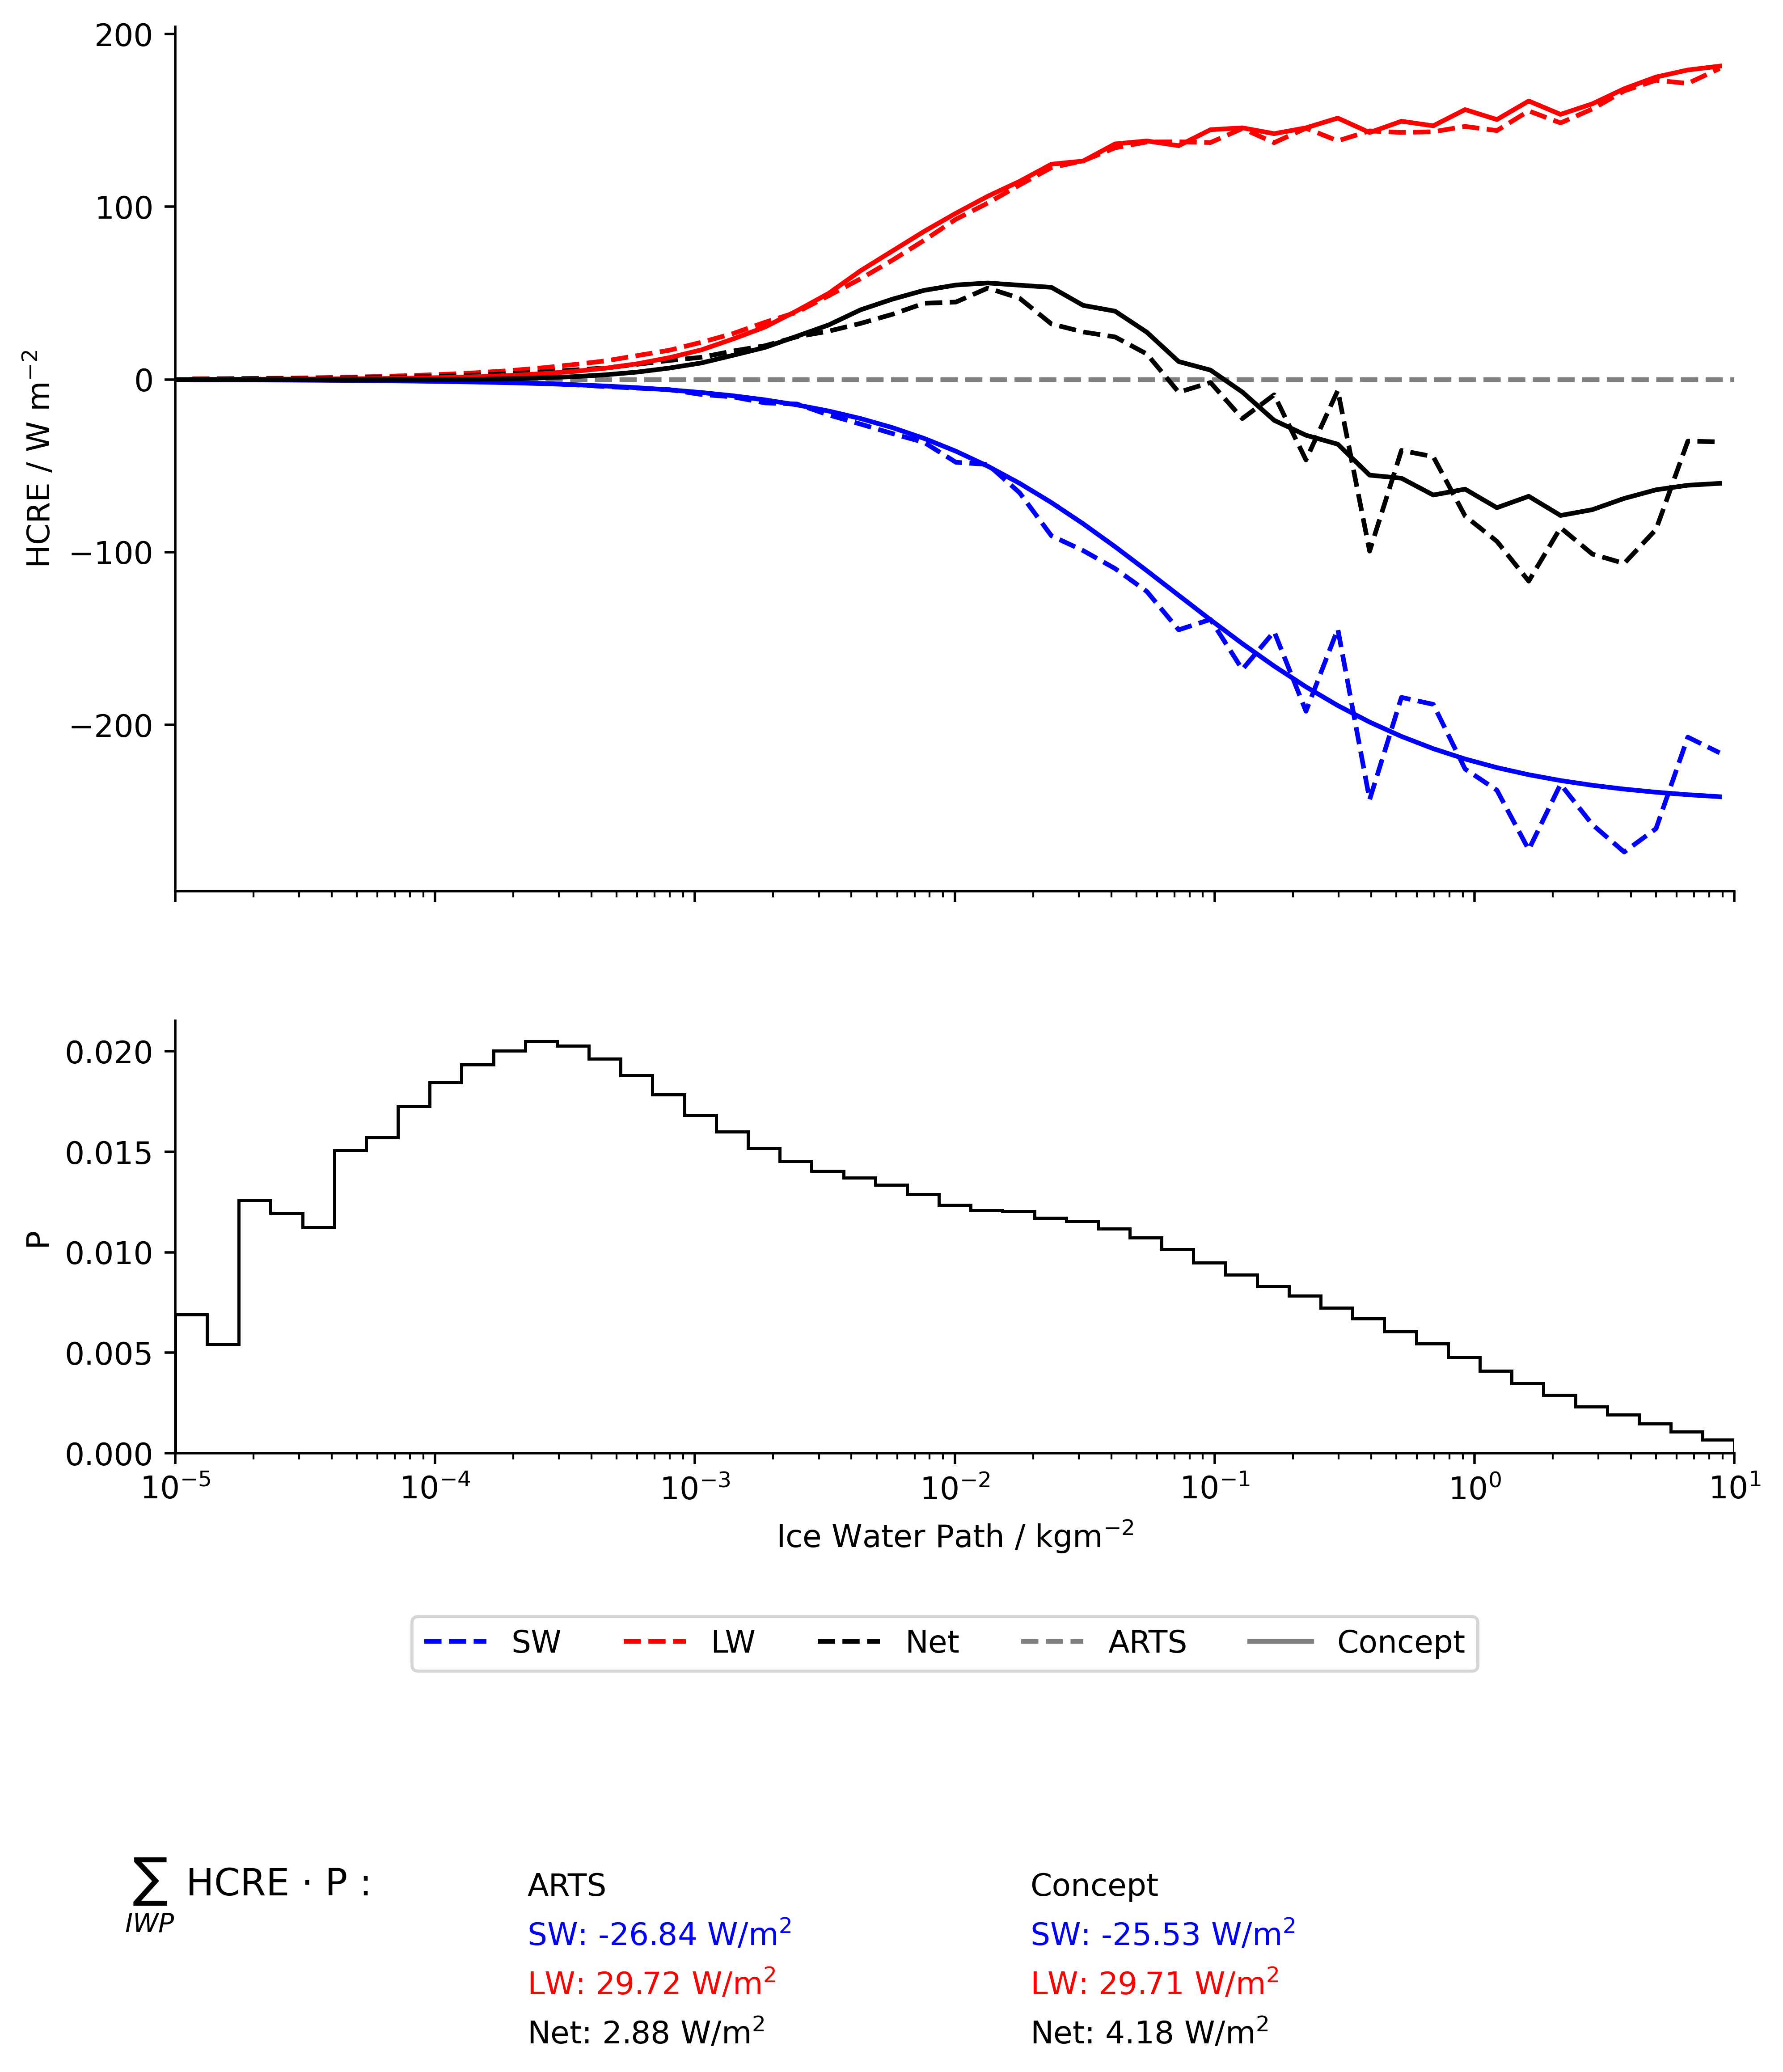 200
100
0
−100
−200
HCRE / W m⁻²
0.020
0.015
0.010
0.005
0.000
P
10⁻⁵ 10⁻⁴ 10⁻³ 10⁻² 10⁻¹ 10⁰ 10¹
Ice Water Path / kgm⁻²
SW LW Net ARTS Concept
∑ HCRE · P : ARTS Concept
IWP
SW: -26.84 W/m² SW: -25.53 W/m²
LW: 29.72 W/m² LW: 29.71 W/m²
Net: 2.88 W/m² Net: 4.18 W/m²